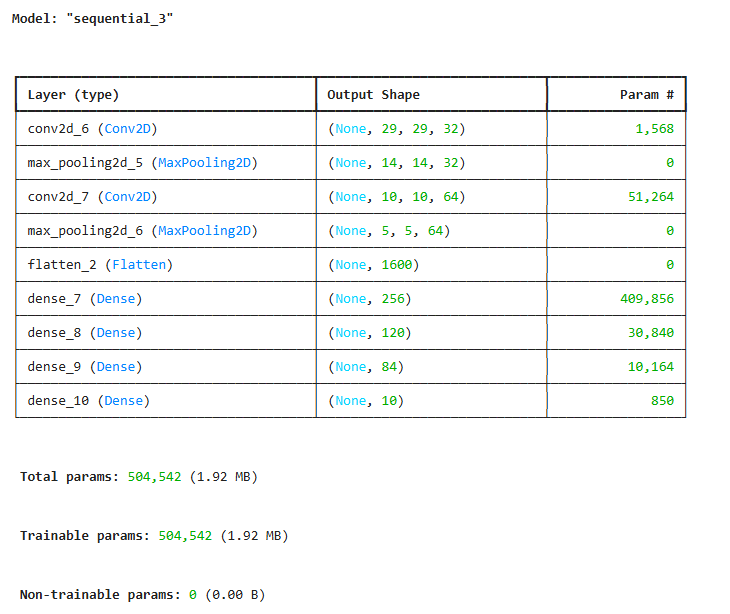 Model: "sequential_3"
Layer (type) Output Shape Param #
conv2d_6 (Conv2D) (None, 29, 29, 32) 1,568
max_pooling2d_5 (MaxPooling2D) (None, 14, 14, 32) 0
conv2d_7 (Conv2D) (None, 10, 10, 64) 51,264
max_pooling2d_6 (MaxPooling2D) (None, 5, 5, 64) 0
flatten_2 (Flatten) (None, 1600) 0
dense_7 (Dense) (None, 256) 409,856
dense_8 (Dense) (None, 120) 30,840
dense_9 (Dense) (None, 84) 10,164
dense_10 (Dense) (None, 10) 850
Total params: 504,542 (1.92 MB)
Trainable params: 504,542 (1.92 MB)
Non-trainable params: 0 (0.00 B)